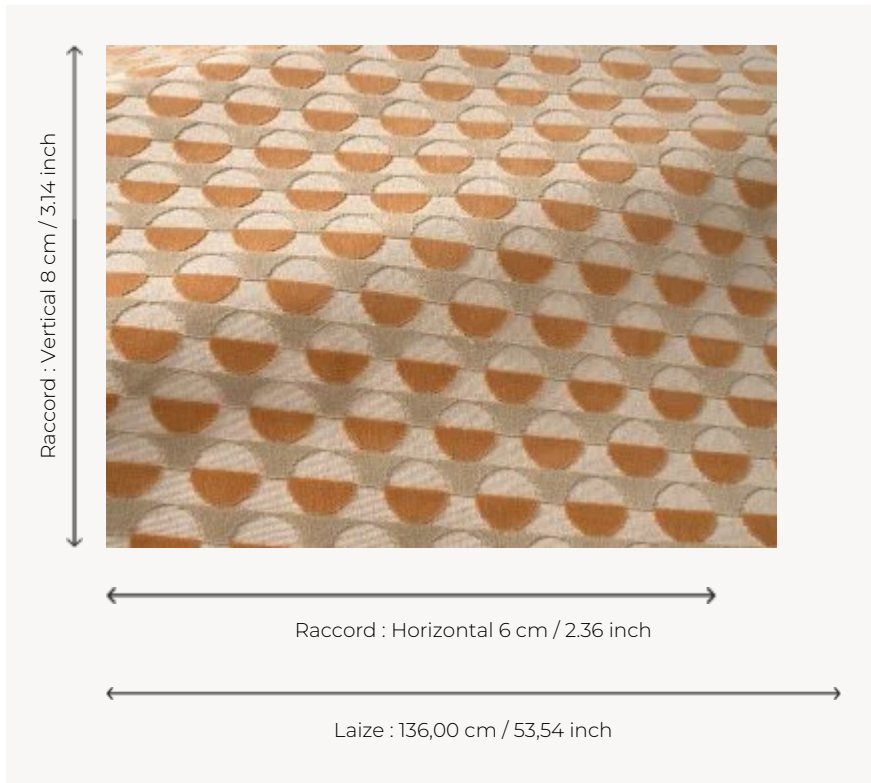 Raccord : Vertical 8 cm / 3.14 inch
Raccord : Horizontal 6 cm / 2.36 inch
Laize : 136,00 cm / 53,54 inch